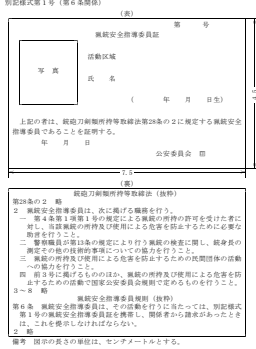 別記様式第1号（第6条関係）
（表）
第　　号
猟銃安全指導委員証
写　真
活動区域
氏　　名
（　　　年　　月　　日生）
上記の者は、銃砲刀剣類所持等取締法第28条の2に規定する猟銃安全
指導委員であることを証明する。
年　　月　　日
公安委員会　印
4.5
7.5
（裏）
銃砲刀剣類所持等取締法（抜粋）
第28条の2　略
2　猟銃安全指導委員は、次に掲げる職務を行う。
一　第4条第1項第1号の規定による猟銃の所持の許可を受けた者に
対し、当該猟銃の所持及び使用による危害を防止するために必要な
助言を行うこと。
二　警察職員が第13条の規定により行う猟銃の検査に関し、銃身長の
測定その他の技術的事項についての協力を行うこと。
三　猟銃の所持及び使用による危害を防止するための民間団体の活動
への協力を行うこと。
四　前3号に掲げるもののほか、猟銃の所持及び使用による危害を防
止するための活動で国家公安委員会規則で定めるものを行うこと。
3～8　略
猟銃安全指導委員規則（抜粋）
第6条　猟銃安全指導委員は、その活動を行うに当たつては、別記様式
第1号の猟銃安全指導委員証を携帯し、関係者から請求があつたとき
は、これを提示しなければならない。
2　略
備考　図示の長さの単位は、センチメートルとする。